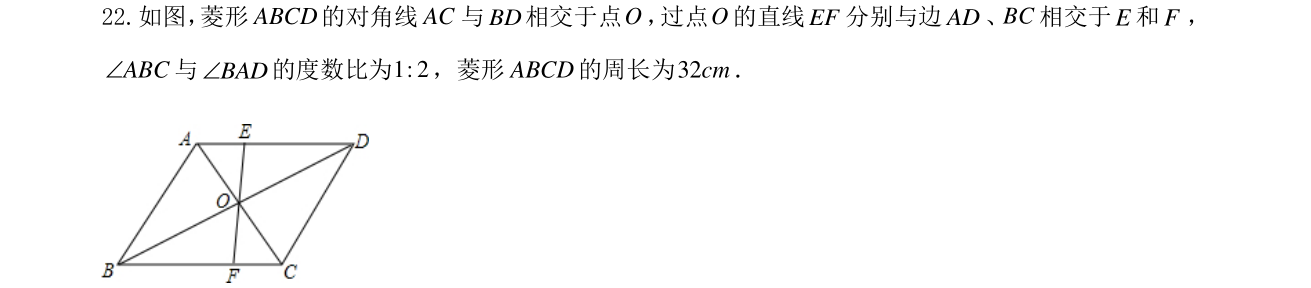 22.如图,菱形ABCD的对角线AC与BD相交于点O,过点O的直线EF分别与边AD、BC相交于E和F,
∠ABC与∠BAD的度数比为1:2,菱形ABCD的周长为32cm.
A E D
O
B F C